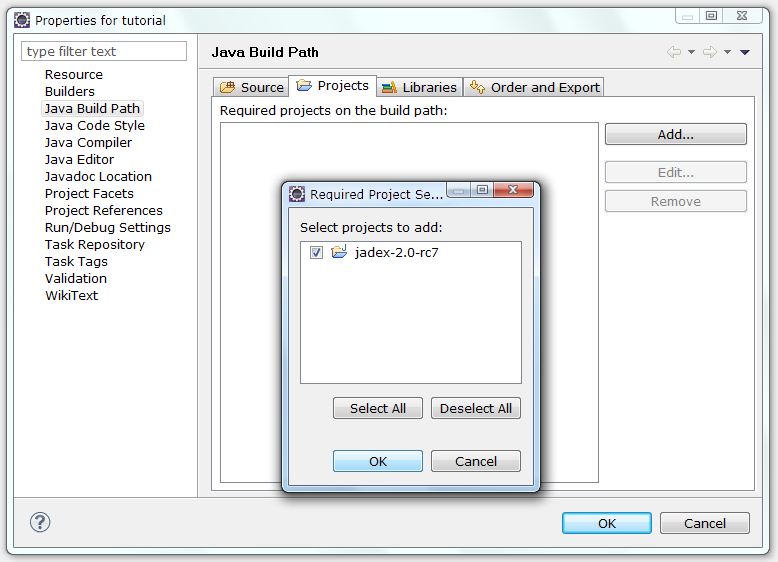 Properties for tutorial
type filter text
Resource
Builders
Java Build Path
Java Code Style
Java Compiler
Java Editor
Javadoc Location
Project Facets
Project References
Run/Debug Settings
Task Repository
Task Tags
Validation
WikiText
Java Build Path
Source Projects Libraries Order and Export
Required projects on the build path:
Add...
Edit...
Remove
Required Project Se...
Select projects to add:
jadex-2.0-rc7
Select All Deselect All
OK Cancel
? OK Cancel